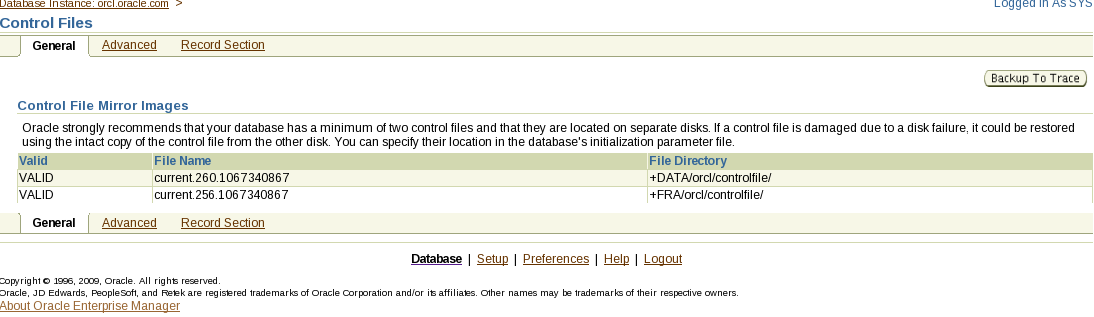 Database Instance: orcl.oracle.com >
Logged in As SYS
Control Files
General Advanced Record Section
Backup To Trace
Control File Mirror Images
Oracle strongly recommends that your database has a minimum of two control files and that they are located on separate disks. If a control file is damaged due to a disk failure, it could be restored
using the intact copy of the control file from the other disk. You can specify their location in the database's initialization parameter file.
Valid File Name File Directory
VALID current.260.1067340867 +DATA/orcl/controlfile/
VALID current.256.1067340867 +FRA/orcl/controlfile/
General Advanced Record Section
Database | Setup | Preferences | Help | Logout
Copyright © 1996, 2009, Oracle. All rights reserved.
Oracle, JD Edwards, PeopleSoft, and Retek are registered trademarks of Oracle Corporation and/or its affiliates. Other names may be trademarks of their respective owners.
About Oracle Enterprise Manager